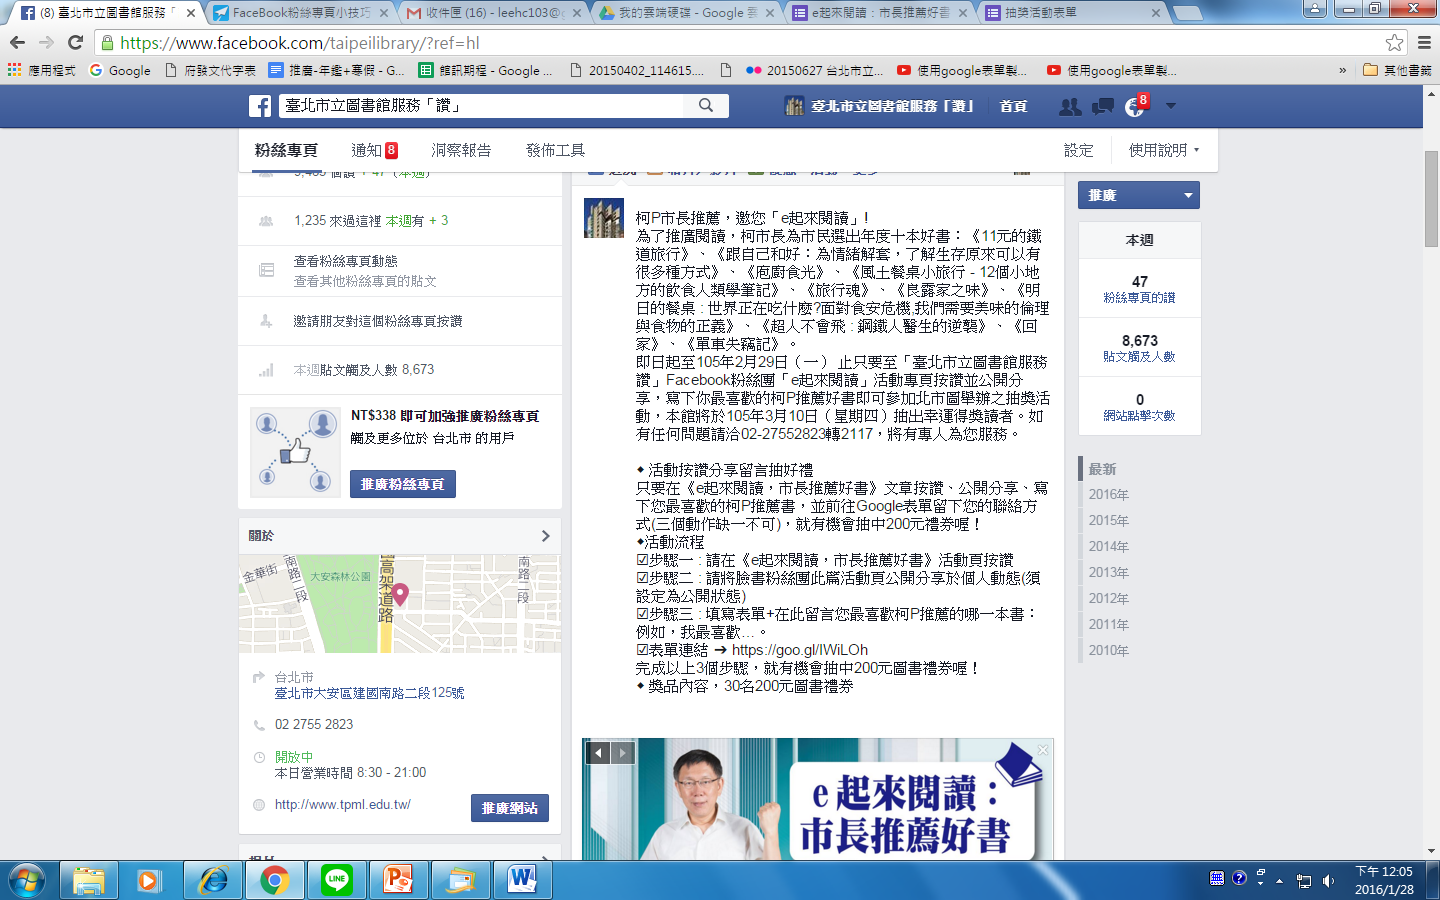 (8) 臺北市立圖書館服務「
FaceBook粉絲專頁小技巧
收件匣 (16) - leehc103@g
我的雲端硬碟 - Google 雲
e起來閱讀：市長推薦好書
抽獎活動表單
https://www.facebook.com/taipeilibrary/?ref=hl
應用程式
Google
府發文代字表
推廣-年鑑+寒假 - G...
館訊期程 - Google ...
20150402_114615....
20150627 台北市立...
使用google表單製...
使用google表單製...
»
其他書籤
臺北市立圖書館服務「讚」
臺北市立圖書館服務「讚」
首頁
8
粉絲專頁
通知 8
洞察報告
發佈工具
設定
使用說明
1,235 來過這裡 本週有 + 3
查看粉絲專頁動態
查看其他粉絲專頁的貼文
邀請朋友對這個粉絲專頁按讚
本週貼文觸及人數 8,673
NT$338 即可加強推廣粉絲專頁
觸及更多位於 台北市 的用戶
推廣粉絲專頁
關於
金華街
南路二段
大安森林公園
高架道路
南路二段
台北市
臺北市大安區建國南路二段125號
02 2755 2823
開放中
本日營業時間 8:30 - 21:00
http://www.tpml.edu.tw/
推廣網站
柯P市長推薦，邀您「e起來閱讀」!
為了推廣閱讀，柯市長為市民選出年度十本好書：《11元的鐵
道旅行》、《跟自己和好：為情緒解套，了解生存原來可以有
很多種方式》、《庖廚食光》、《風土餐桌小旅行 - 12個小地
方的飲食人類學筆記》、《旅行魂》、《良露家之味》、《明
日的餐桌 : 世界正在吃什麼?面對食安危機,我們需要美味的倫理
與食物的正義》、《超人不會飛 : 鋼鐵人醫生的逆襲》、《回
家》、《單車失竊記》。
即日起至105年2月29日（一） 止只要至「臺北市立圖書館服務
讚」Facebook粉絲團「e起來閱讀」活動專頁按讚並公開分
享，寫下你最喜歡的柯P推薦好書即可參加北市圖舉辦之抽獎活
動，本館將於105年3月10日（星期四）抽出幸運得獎讀者。如
有任何問題請洽02-27552823轉2117，將有專人為您服務。
◆ 活動按讚分享留言抽好禮
只要在《e起來閱讀，市長推薦好書》文章按讚、公開分享、寫
下您最喜歡的柯P推薦書，並前往Google表單留下您的聯絡方
式(三個動作缺一不可)，就有機會抽中200元禮券喔！
◆活動流程
☑步驟一 : 請在《e起來閱讀，市長推薦好書》活動頁按讚
☑步驟二 : 請將臉書粉絲團此篇活動頁公開分享於個人動態(須
設定為公開狀態)
☑步驟三 : 填寫表單+在此留言您最喜歡柯P推薦的哪一本書：
例如，我最喜歡…。
☑表單連結 ➔ https://goo.gl/IWiLOh
完成以上3個步驟，就有機會抽中200元圖書禮券喔！
◆ 獎品內容，30名200元圖書禮券
e 起來閱讀：
市長推薦好書
推廣
本週
47
粉絲專頁的讚
8,673
貼文觸及人數
0
網站點擊次數
最新
2016年
2015年
2014年
2013年
2012年
2011年
2010年
下午 12:05
2016/1/28